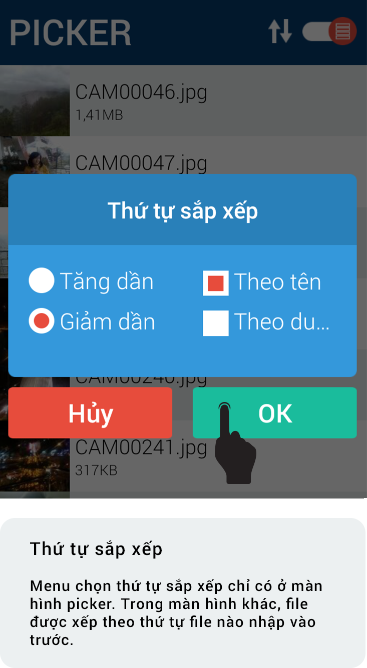 PICKER
CAM00046.jpg
1,41MB
CAM00047.jpg
Thứ tự sắp xếp
Tăng dần
Theo tên
Giảm dần
Theo du...
Hủy
OK
CAM00241.jpg
317KB
Thứ tự sắp xếp
Menu chọn thứ tự sắp xếp chỉ có ở màn
hình picker. Trong màn hình khác, file
được xếp theo thứ tự file nào nhập vào
trước.